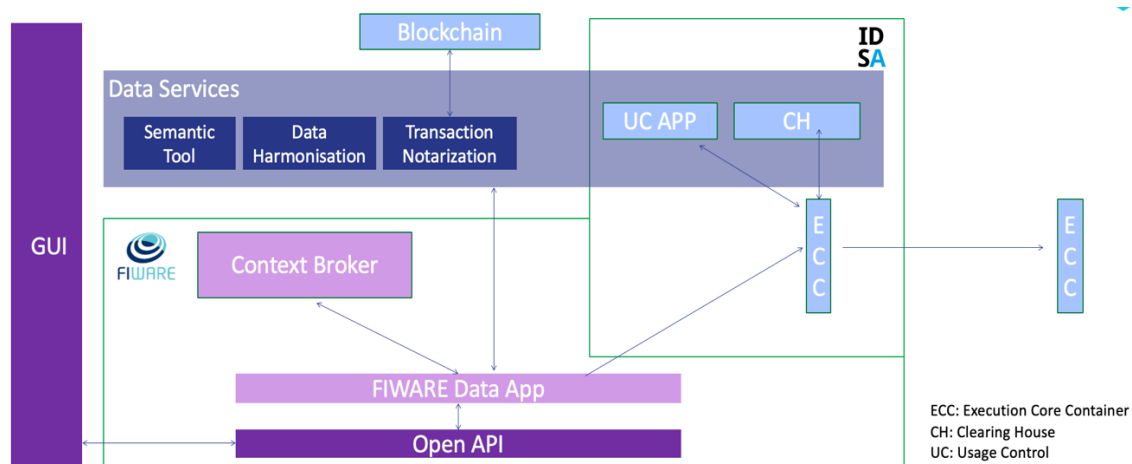 Blockchain
ID
SA
Data Services
Semantic
Tool
Data
Harmonisation
Transaction
Notarization
UC APP
CH
GUI
FIWARE
Context Broker
E
C
C
E
C
C
FIWARE Data App
Open API
ECC: Execution Core Container
CH: Clearing House
UC: Usage Control